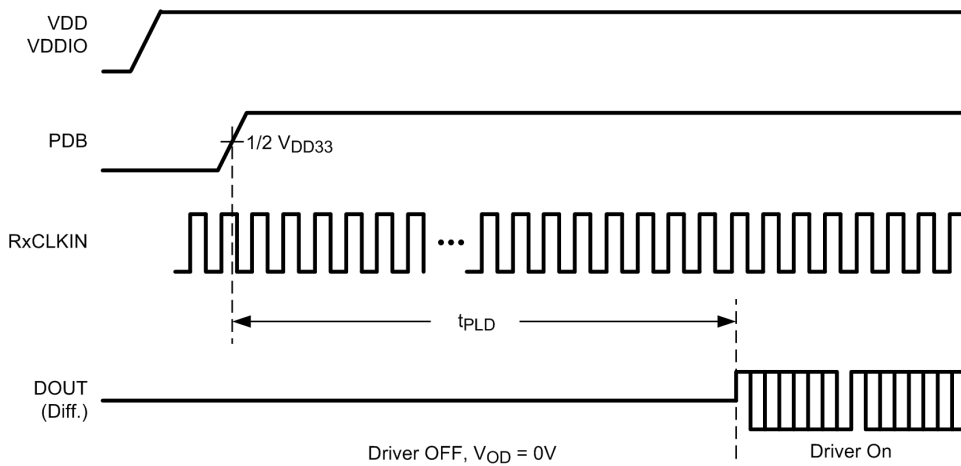 VDD
VDDIO
PDB
1/2 VDD33
RxCLKIN
tPLD
DOUT
(Diff.)
Driver OFF, VOD = 0V
Driver On